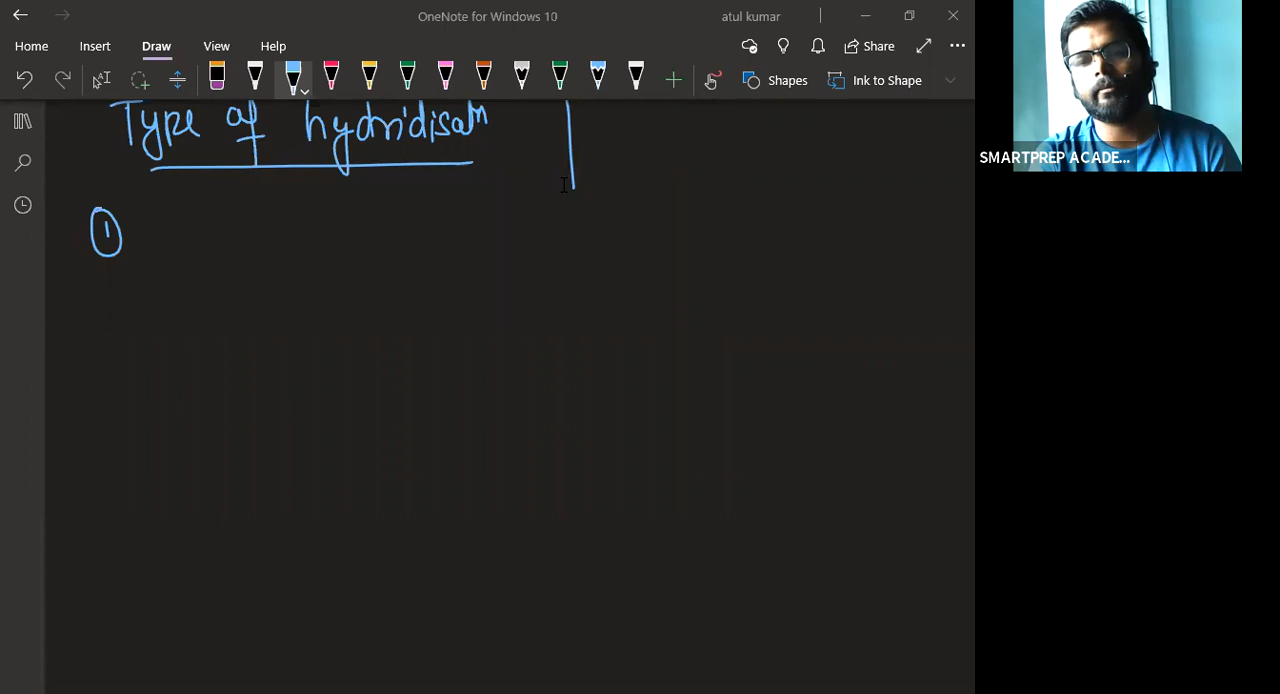 OneNote for Windows 10
atul kumar
Home Insert Draw View Help
Share
Shapes
Ink to Shape
SMARTPREP ACADE...
Type of hydridisatn
1